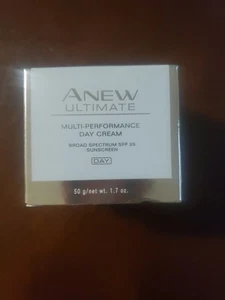 ANEW
ULTIMATE
MULTI-PERFORMANCE
DAY CREAM
BROAD SPECTRUM SPF 25
SUNSCREEN
DAY
50 g/net wt. 1.7 oz.